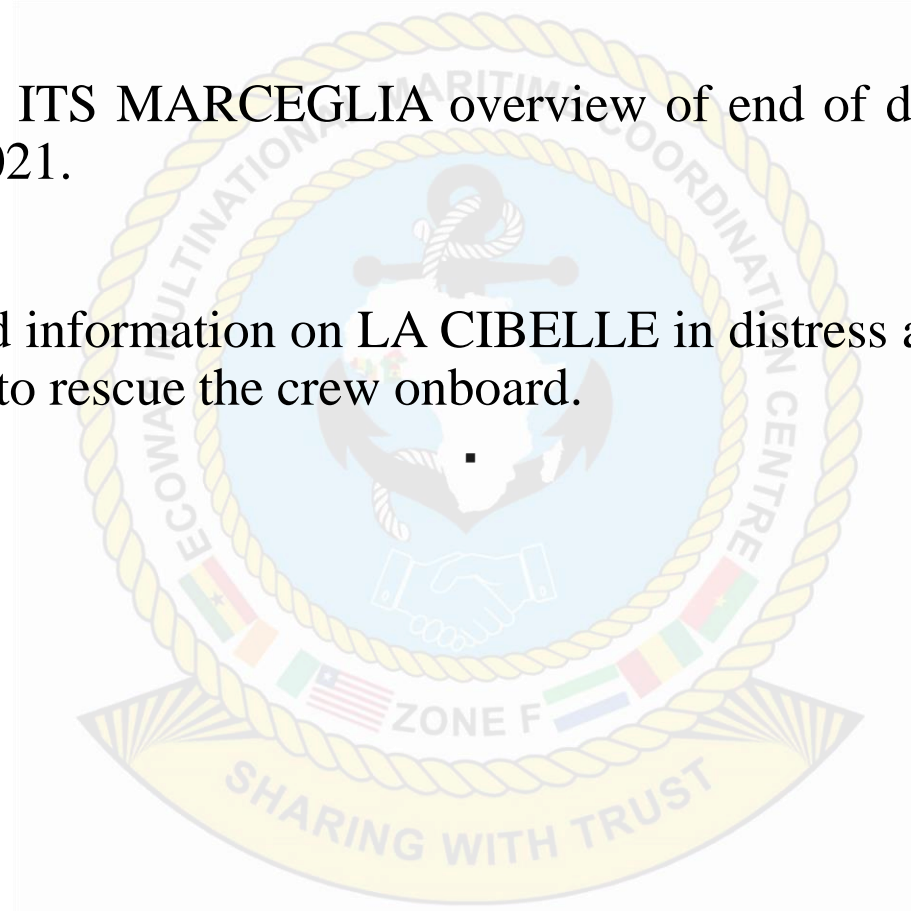 ITS MARCEGLIA overview of end of d
021.
d information on LA CIBELLE in distress a
to rescue the crew onboard.
ECOWAS MULTINATIONAL MARITIME COORDINATION CENTRE
ZONE F
SHARING WITH TRUST